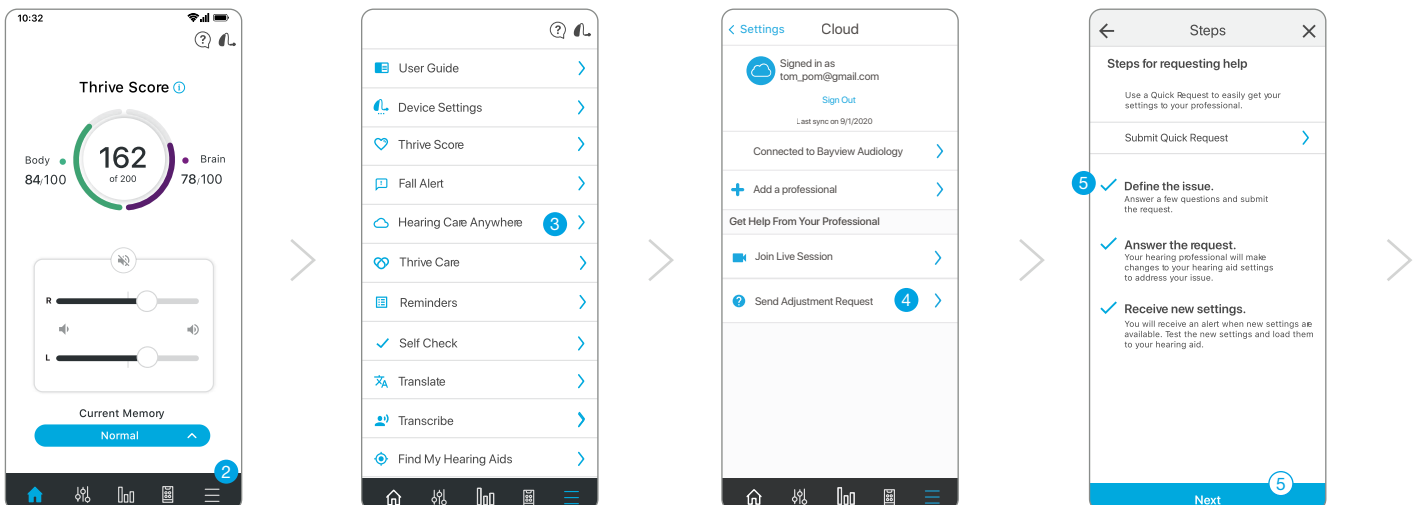 10:32
Thrive Score
Body
84/100
162
of 200
Brain
78/100
R
L
Current Memory
Normal
2
User Guide
Device Settings
Thrive Score
Fall Alert
Hearing Care Anywhere 3
Thrive Care
Reminders
Self Check
Translate
Transcribe
Find My Hearing Aids
Settings Cloud
Signed in as
tom_pom@gmail.com
Sign Out
Last sync on 9/1/2020
Connected to Bayview Audiology
Add a professional
Get Help From Your Professional
Join Live Session
Send Adjustment Request 4
Steps
Steps for requesting help
Use a Quick Request to easily get your
settings to your professional.
Submit Quick Request
5 Define the issue.
Answer a few questions and submit
the request.
Answer the request.
Your hearing professional will make
changes to your hearing aid settings
to address your issue.
Receive new settings.
You will receive an alert when new settings are
available. Test the new settings and load them
to your hearing aid.
5
Next